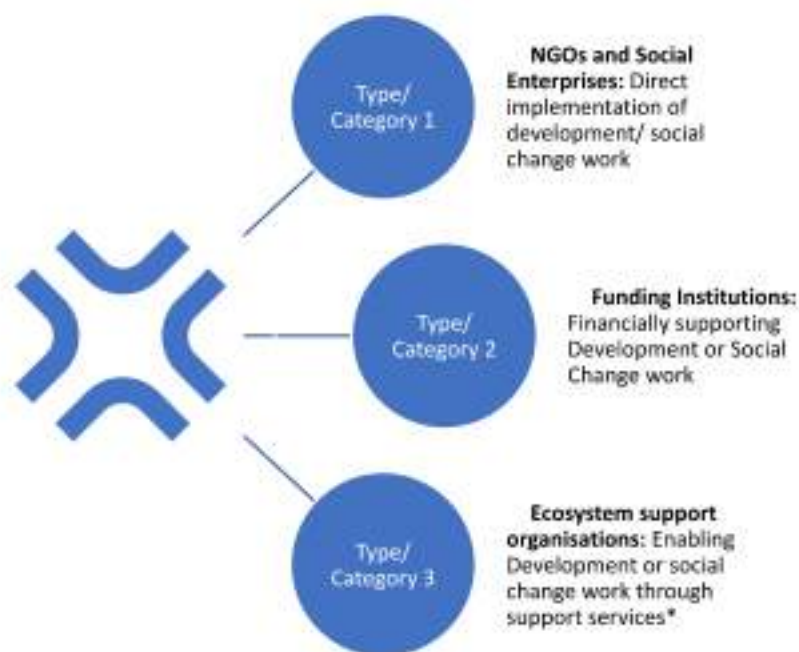 Type/
Category 1
NGOs and Social
Enterprises: Direct
implementation of
development/ social
change work
Type/
Category 2
Funding Institutions:
Financially supporting
Development or Social
Change work
Type/
Category 3
Ecosystem support
organisations: Enabling
Development or social
change work through
support services*